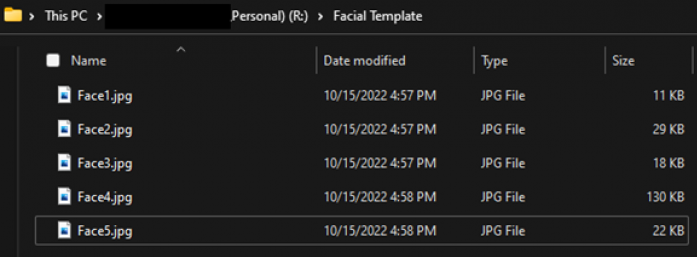 This PC > Personal) (R:) > Facial Template
Name Date modified Type Size
Face1.jpg 10/15/2022 4:57 PM JPG File 11 KB
Face2.jpg 10/15/2022 4:57 PM JPG File 29 KB
Face3.jpg 10/15/2022 4:57 PM JPG File 18 KB
Face4.jpg 10/15/2022 4:58 PM JPG File 130 KB
Face5.jpg 10/15/2022 4:58 PM JPG File 22 KB